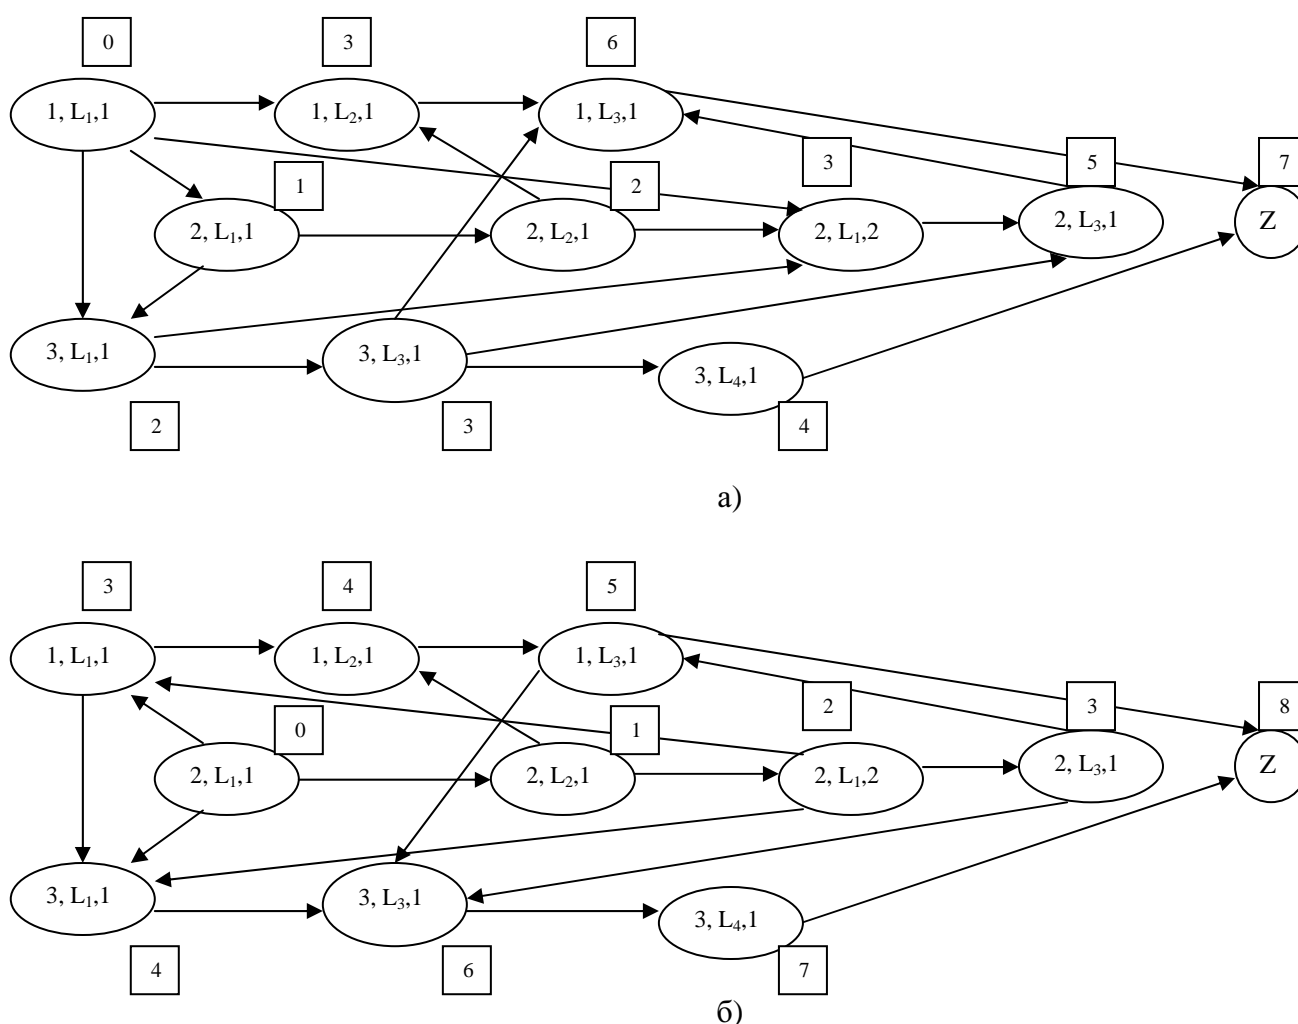 0 3 6
1, L₁,1 1, L₂,1 1, L₃,1
3 5 7
1 2
2, L₁,1 2, L₂,1 2, L₁,2 2, L₃,1 Z
3, L₁,1 3, L₃,1 3, L₄,1
2 3 4
а)
3 4 5
1, L₁,1 1, L₂,1 1, L₃,1
2 3 8
0 1
2, L₁,1 2, L₂,1 2, L₁,2 2, L₃,1 Z
3, L₁,1 3, L₃,1 3, L₄,1
4 6 7
б)